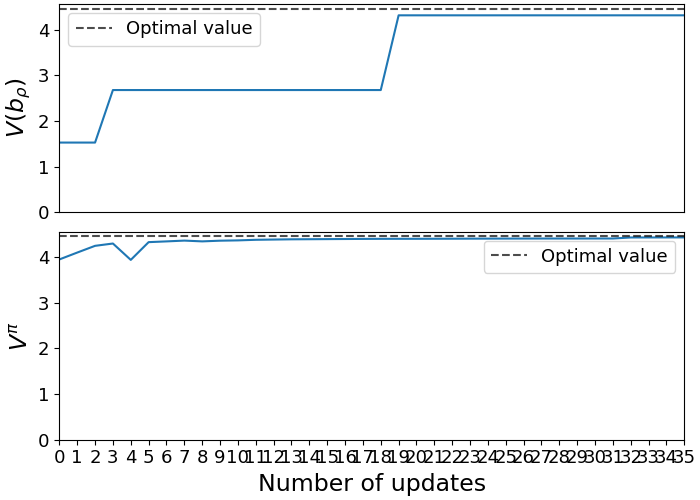 4
3
2
1
0
V(b_ρ)
Optimal value
4
3
2
1
0
V^π
Optimal value
0 1 2 3 4 5 6 7 8 9 10 11 12 13 14 15 16 17 18 19 20 21 22 23 24 25 26 27 28 29 30 31 32 33 34 35
Number of updates